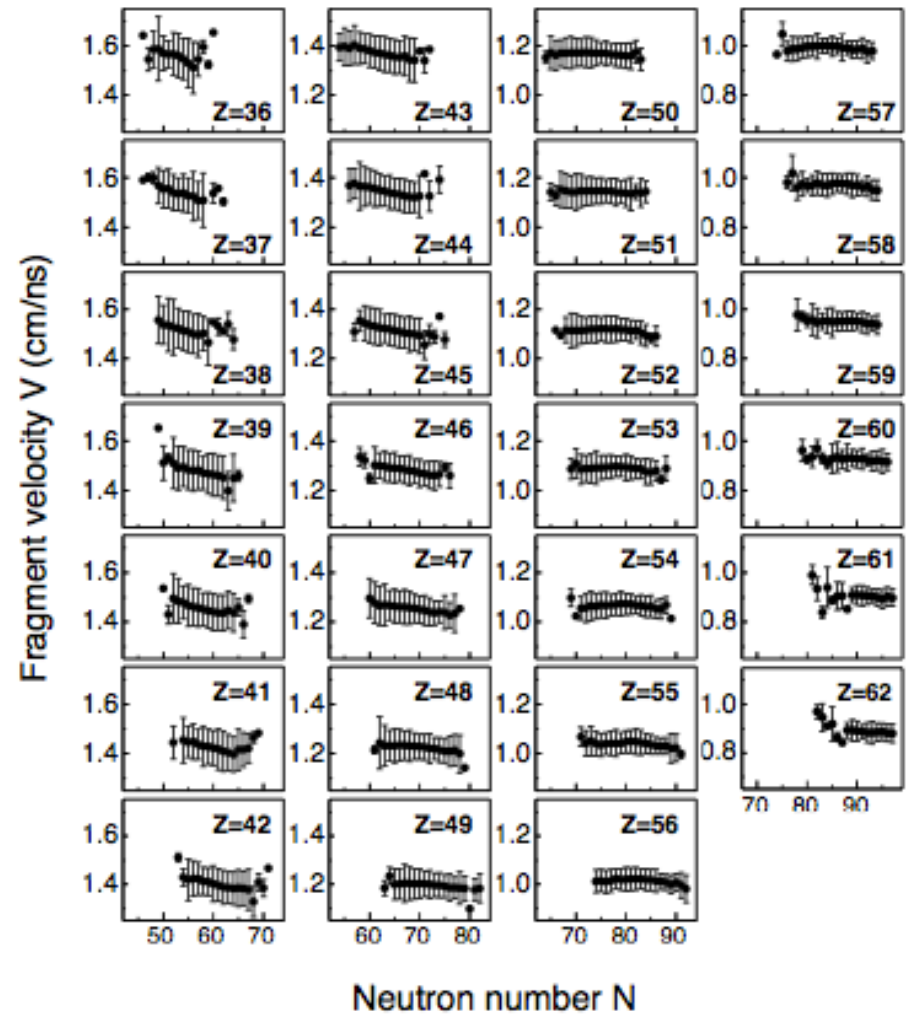 Fragment velocity V (cm/ns)
1.6 1.4 Z=36 1.4 1.2 Z=43 1.2 1.0 Z=50 1.0 0.8 Z=57
1.6 1.4 Z=37 1.4 1.2 Z=44 1.2 1.0 Z=51 1.0 0.8 Z=58
1.6 1.4 Z=38 1.4 1.2 Z=45 1.2 1.0 Z=52 1.0 0.8 Z=59
1.6 1.4 Z=39 1.4 1.2 Z=46 1.2 1.0 Z=53 1.0 0.8 Z=60
1.6 1.4 Z=40 1.4 1.2 Z=47 1.2 1.0 Z=54 1.0 0.8 Z=61
1.6 1.4 Z=41 1.4 1.2 Z=48 1.2 1.0 Z=55 1.0 0.8 Z=62
70 80 90
1.6 1.4 Z=42 1.4 1.2 Z=49 1.2 1.0 Z=56
50 60 70 60 70 80 70 80 90
Neutron number N